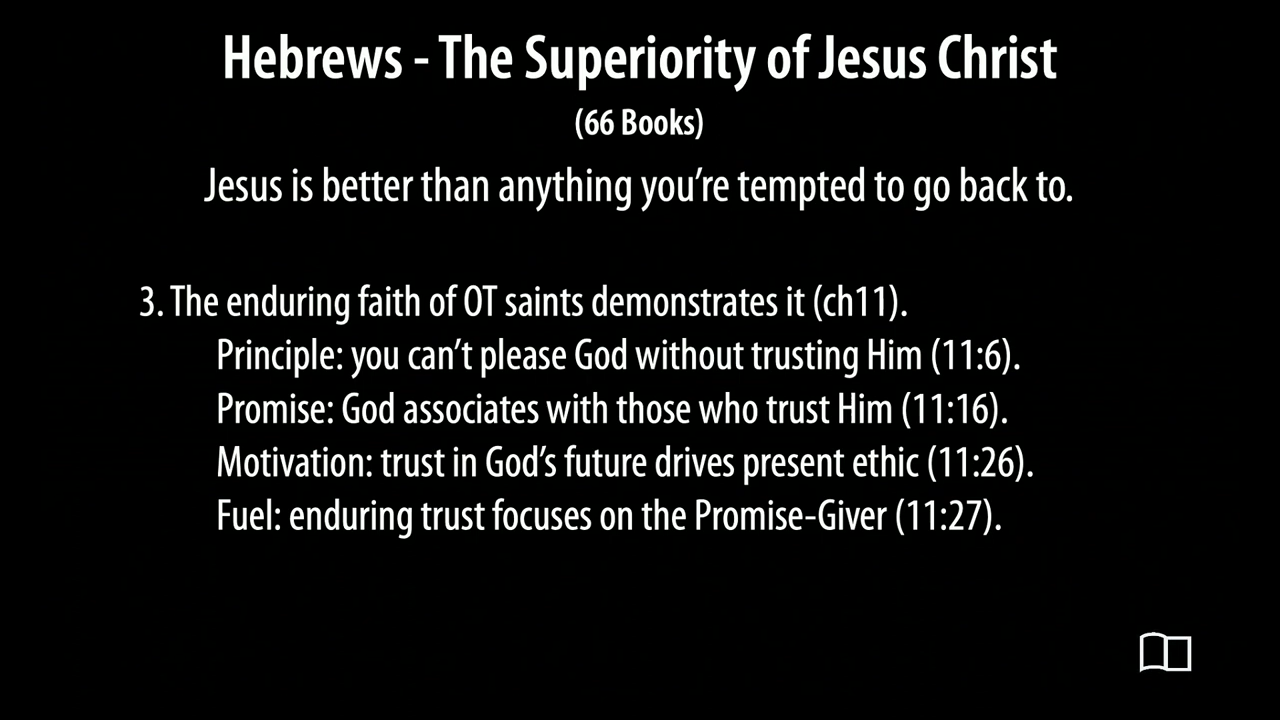 Hebrews - The Superiority of Jesus Christ
(66 Books)
Jesus is better than anything you’re tempted to go back to.
3. The enduring faith of OT saints demonstrates it (ch11).
Principle: you can’t please God without trusting Him (11:6).
Promise: God associates with those who trust Him (11:16).
Motivation: trust in God’s future drives present ethic (11:26).
Fuel: enduring trust focuses on the Promise-Giver (11:27).